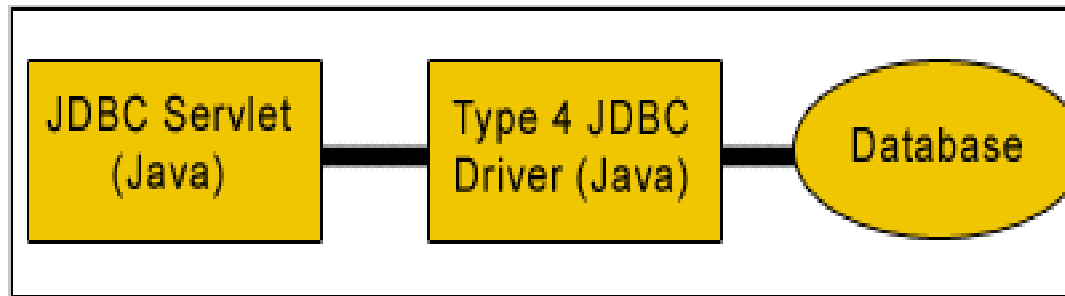 JDBC Servlet
(Java)
Type 4 JDBC
Driver (Java)
Database